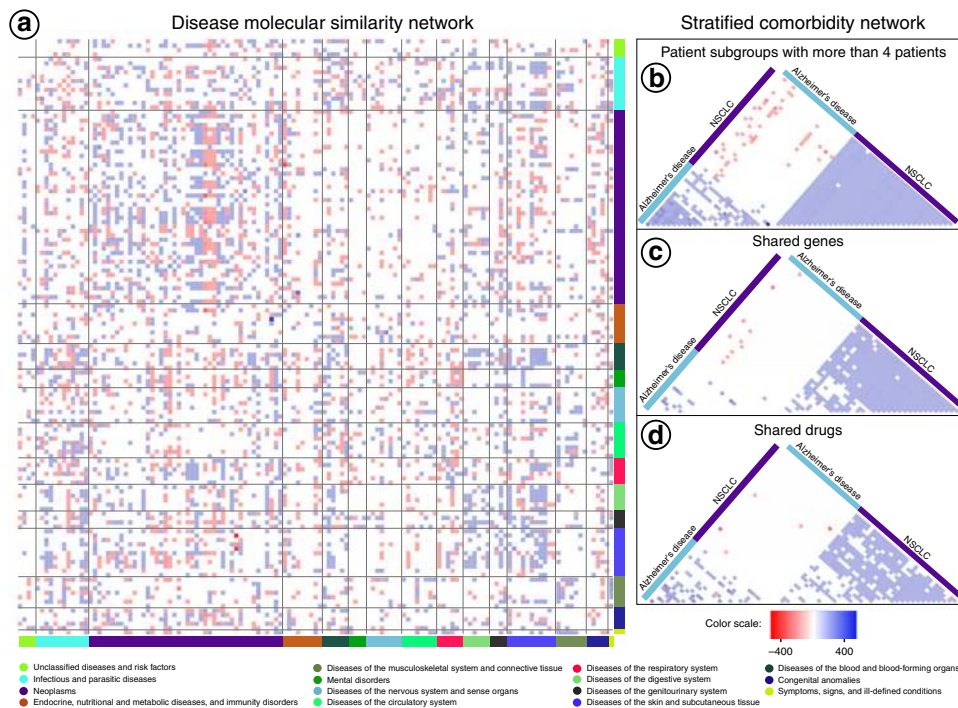 a
Disease molecular similarity network
Stratified comorbidity network
Patient subgroups with more than 4 patients
b
Alzheimer's disease
NSCLC
Alzheimer's disease
NSCLC
Shared genes
c
Alzheimer's disease
NSCLC
Alzheimer's disease
NSCLC
Shared drugs
d
Alzheimer's disease
NSCLC
Alzheimer's disease
NSCLC
Color scale:
−400 400
Unclassified diseases and risk factors
Infectious and parasitic diseases
Neoplasms
Endocrine, nutritional and metabolic diseases, and immunity disorders
Diseases of the musculoskeletal system and connective tissue
Mental disorders
Diseases of the nervous system and sense organs
Diseases of the circulatory system
Diseases of the respiratory system
Diseases of the digestive system
Diseases of the genitourinary system
Diseases of the skin and subcutaneous tissue
Diseases of the blood and blood-forming organs
Congenital anomalies
Symptoms, signs, and ill-defined conditions